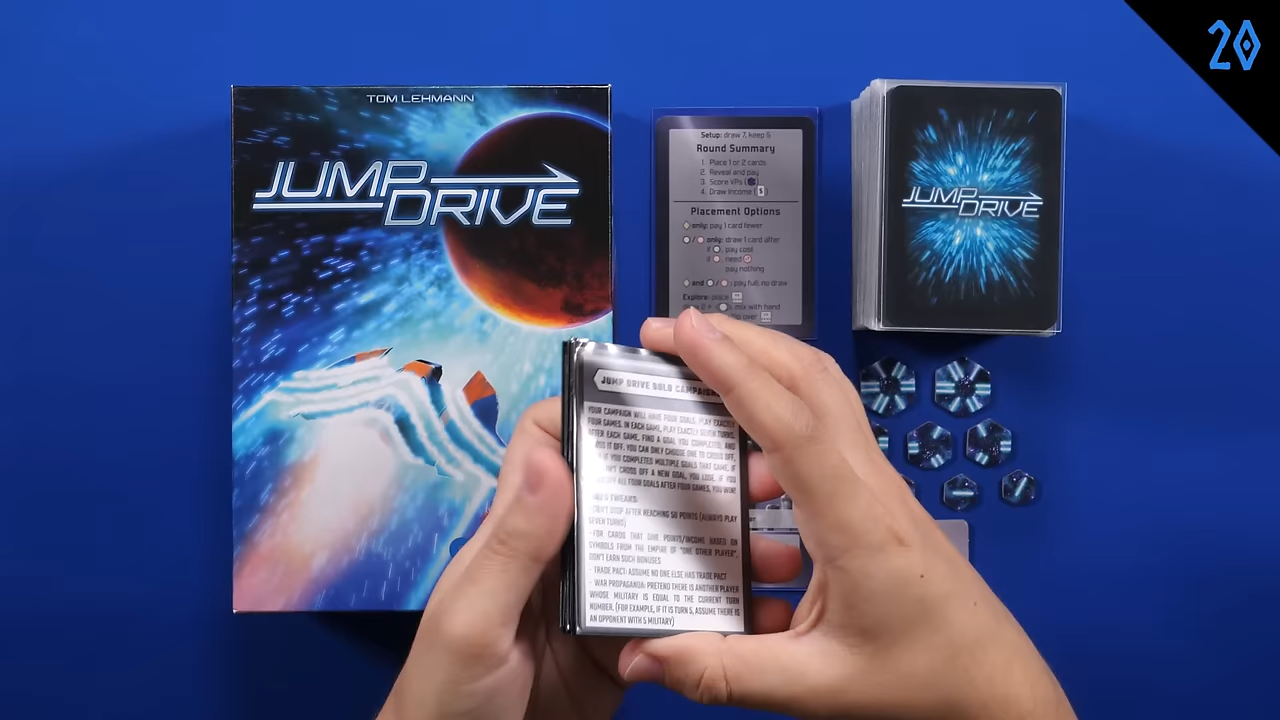 20
TOM LEHMANN
JUMP
DRIVE
Setup: draw 7, keep 5
Round Summary
1. Place 1 or 2 cards
2. Reveal and pay
3. Score VPs
4. Draw Income ( $ )
Placement Options
only: pay 1 card fewer
/ only: draw 1 card after
if , pay cost
if , need
pay nothing
and / : pay full, no draw
Explore: place
mix with hand
over
JUMP
DRIVE
JUMP DRIVE SOLO CAMPAIGN
YOUR CAMPAIGN WILL HAVE FOUR GOALS. PLAY EXACTLY
FOUR GAMES. IN EACH GAME, PLAY EXACTLY SEVEN TURNS.
AFTER EACH GAME, FIND A GOAL YOU COMPLETED, AND
IT OFF. YOU CAN ONLY CHOOSE ONE TO CROSS OFF,
IF YOU COMPLETED MULTIPLE GOALS THAT GAME. IF
CROSS OFF A NEW GOAL, YOU LOSE. IF YOU
OFF ALL FOUR GOALS AFTER FOUR GAMES, YOU WIN!
TWEAKS:
- DON'T STOP AFTER REACHING 50 POINTS (ALWAYS PLAY
SEVEN TURNS)
- FOR CARDS THAT GIVE POINTS/INCOME BASED ON
SYMBOLS FROM THE EMPIRE OF "ONE OTHER PLAYER",
DON'T EARN SUCH BONUSES
- TRADE PACT: ASSUME NO ONE ELSE HAS TRADE PACT
- WAR PROPAGANDA: PRETEND THERE IS ANOTHER PLAYER
WHOSE MILITARY IS EQUAL TO THE CURRENT TURN
NUMBER. (FOR EXAMPLE, IF IT IS TURN 5, ASSUME THERE IS
AN OPPONENT WITH 5 MILITARY)